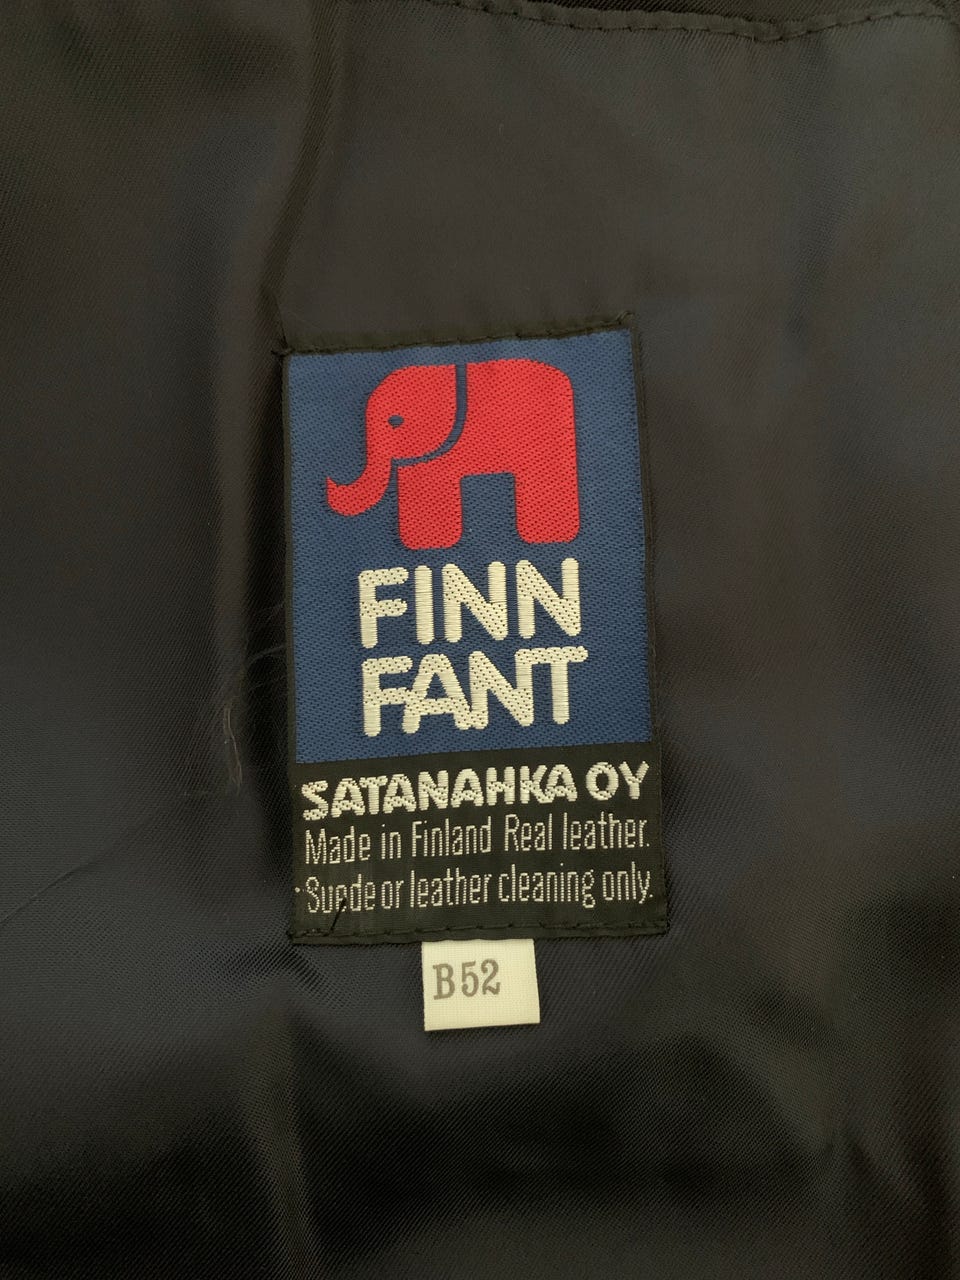 FINN
FANT
SATANAHKA OY
Made in Finland Real leather.
Suede or leather cleaning only.
B52